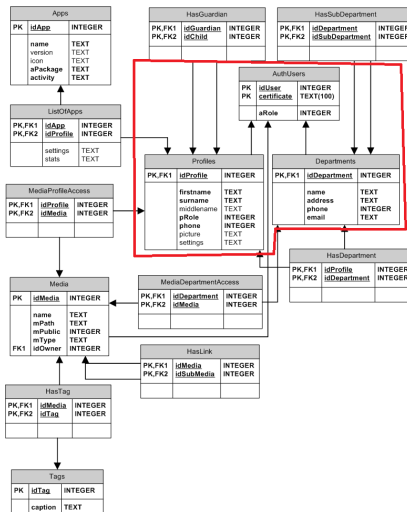 Apps
PK idApp INTEGER
name TEXT
version TEXT
icon TEXT
aPackage TEXT
activity TEXT
HasGuardian
PK,FK1 idGuardian INTEGER
PK,FK2 idChild INTEGER
HasSubDepartment
PK,FK1 idDepartment INTEGER
PK,FK2 idSubDepartment INTEGER
AuthUsers
PK idUser INTEGER
PK certificate TEXT(100)
aRole INTEGER
ListOfApps
PK,FK1 idApp INTEGER
PK,FK2 idProfile INTEGER
settings TEXT
stats TEXT
Profiles
PK,FK1 idProfile INTEGER
firstname TEXT
surname TEXT
middlename TEXT
pRole INTEGER
phone INTEGER
picture TEXT
settings TEXT
Departments
PK,FK1 idDepartment INTEGER
name TEXT
address TEXT
phone INTEGER
email TEXT
MediaProfileAccess
PK,FK1 idProfile INTEGER
PK,FK2 idMedia INTEGER
HasDepartment
PK,FK1 idProfile INTEGER
PK,FK2 idDepartment INTEGER
Media
PK idMedia INTEGER
name TEXT
mPath TEXT
mPublic INTEGER
mType TEXT
FK1 idOwner INTEGER
MediaDepartmentAccess
PK,FK1 idDepartment INTEGER
PK,FK2 idMedia INTEGER
HasLink
PK,FK1 idMedia INTEGER
PK,FK2 idSubMedia INTEGER
HasTag
PK,FK1 idMedia INTEGER
PK,FK2 idTag INTEGER
Tags
PK idTag INTEGER
caption TEXT